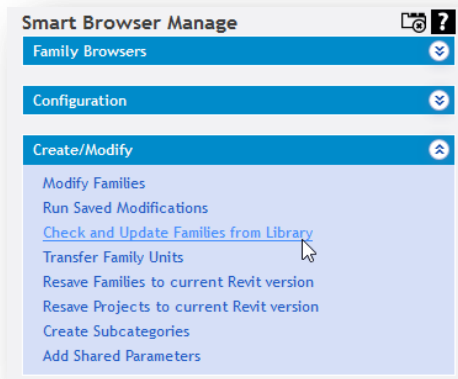 Smart Browser Manage ?
Family Browsers
Configuration
Create/Modify
Modify Families
Run Saved Modifications
Check and Update Families from Library
Transfer Family Units
Resave Families to current Revit version
Resave Projects to current Revit version
Create Subcategories
Add Shared Parameters